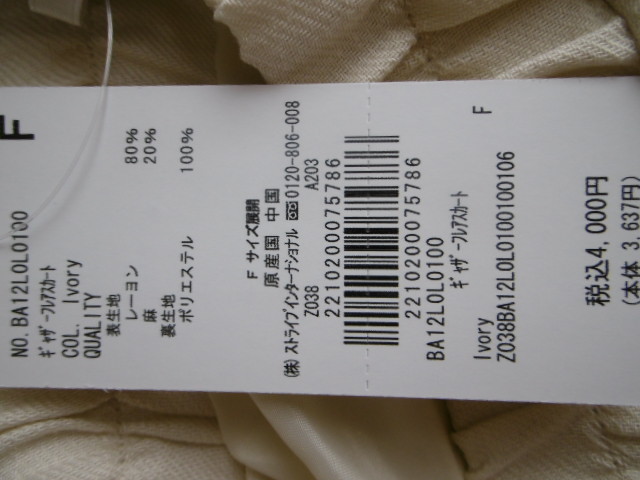 F
NO. BA12L0L0100
ｷﾞｬｻﾞｰﾌﾚｱｽｶｰﾄ
COL. Ivory
QUALITY
表生地
レーヨン 80%
麻 20%
裏生地
ポリエステル 100%
F サイズ展開
原産国 中国
(株) ストライプインターナショナル 0120-806-008
Z038 A203
2210200075786
2210200075786
BA12L0L0100
ｷﾞｬｻﾞｰﾌﾚｱｽｶｰﾄ
Ivory F
Z038BA12L0L0100100106
税込4,000円
(本体 3,637円)